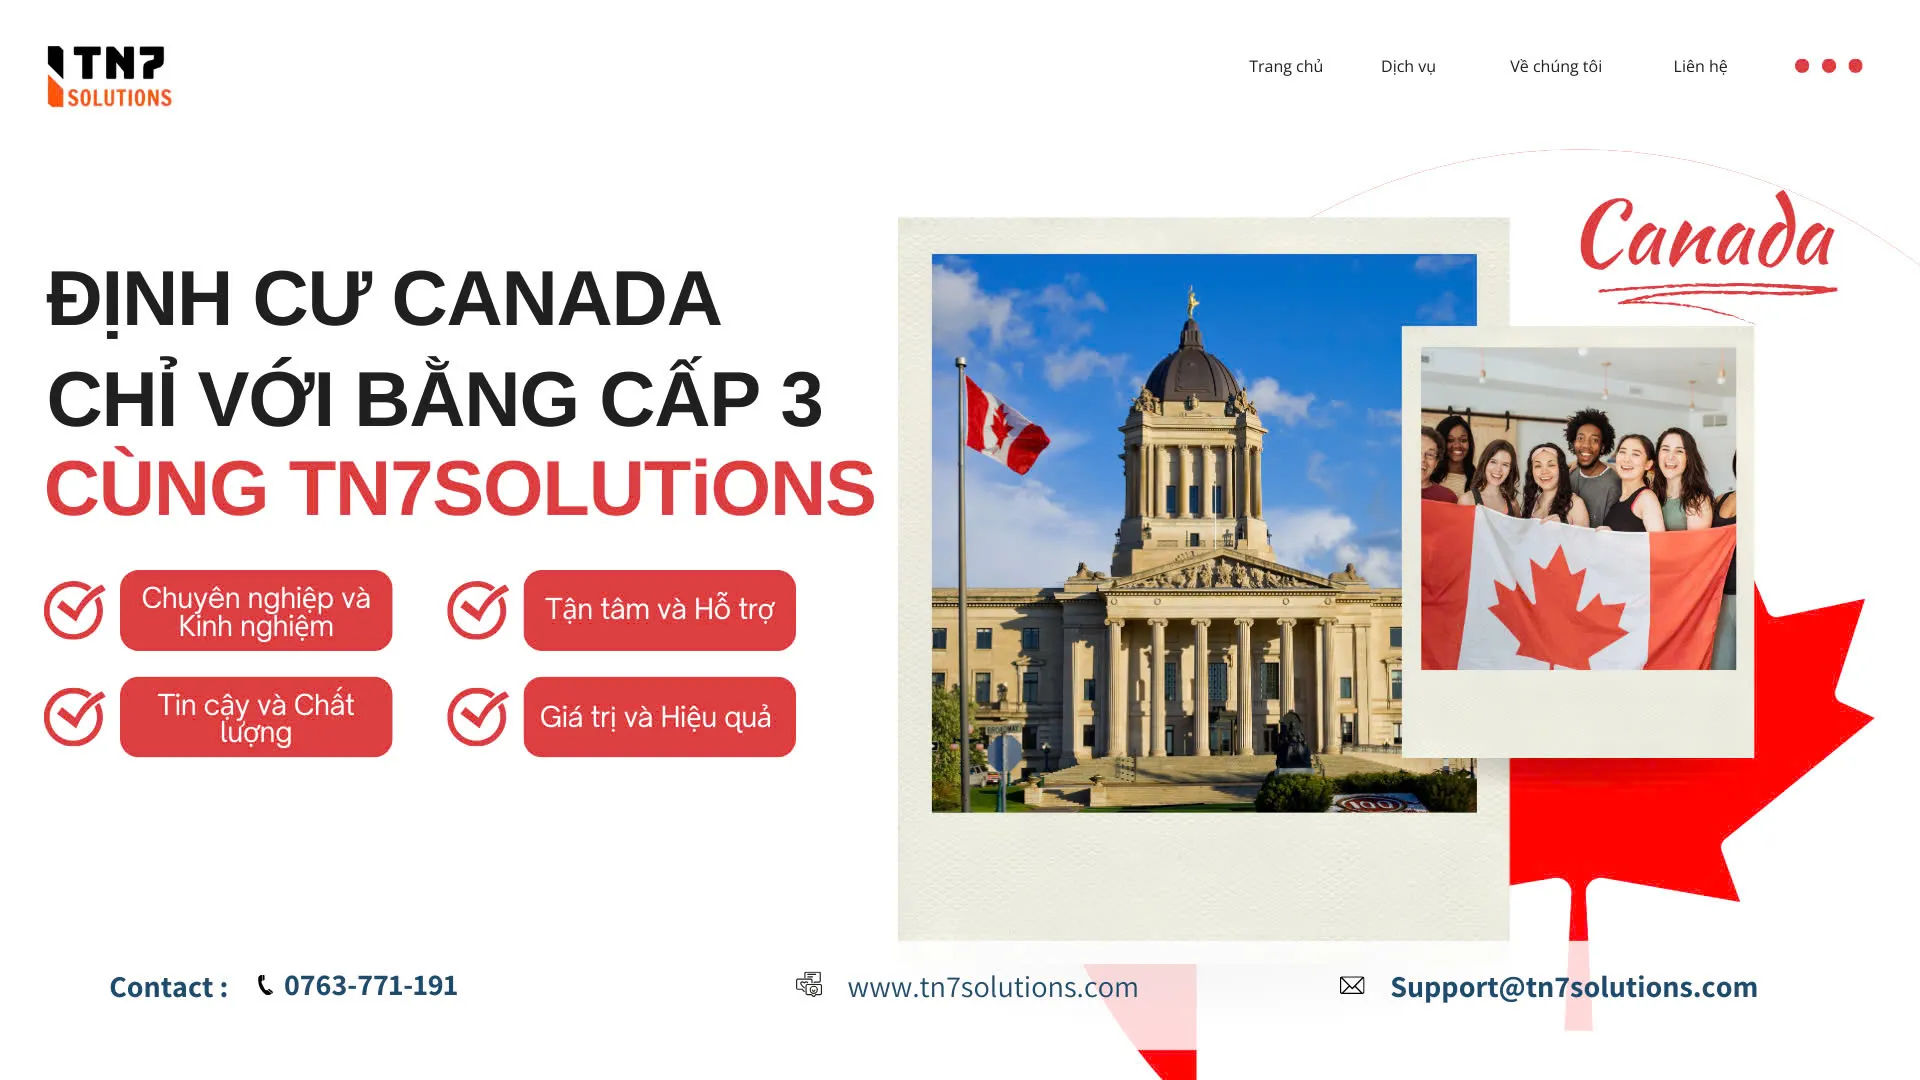 TN7
SOLUTIONS
Trang chủ
Dịch vụ
Về chúng tôi
Liên hệ
Canada
ĐỊNH CƯ CANADA
CHỈ VỚI BẰNG CẤP 3
CÙNG TN7SOLUTiONS
Chuyên nghiệp và
Kinh nghiệm
Tận tâm và Hỗ trợ
Tin cậy và Chất
lượng
Giá trị và Hiệu quả
BROADWAY
100
Contact :
0763-771-191
www.tn7solutions.com
Support@tn7solutions.com